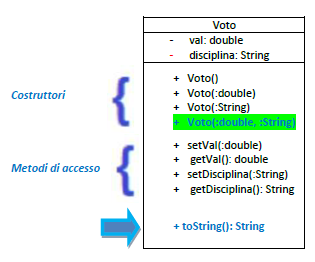 Voto
- val: double
- disciplina: String
Costruttori
+ Voto()
+ Voto(:double)
+ Voto(:String)
+ Voto(:double, :String)
Metodi di accesso
+ setVal(:double)
+ getVal(): double
+ setDisciplina(:String)
+ getDisciplina(): String
+ toString(): String